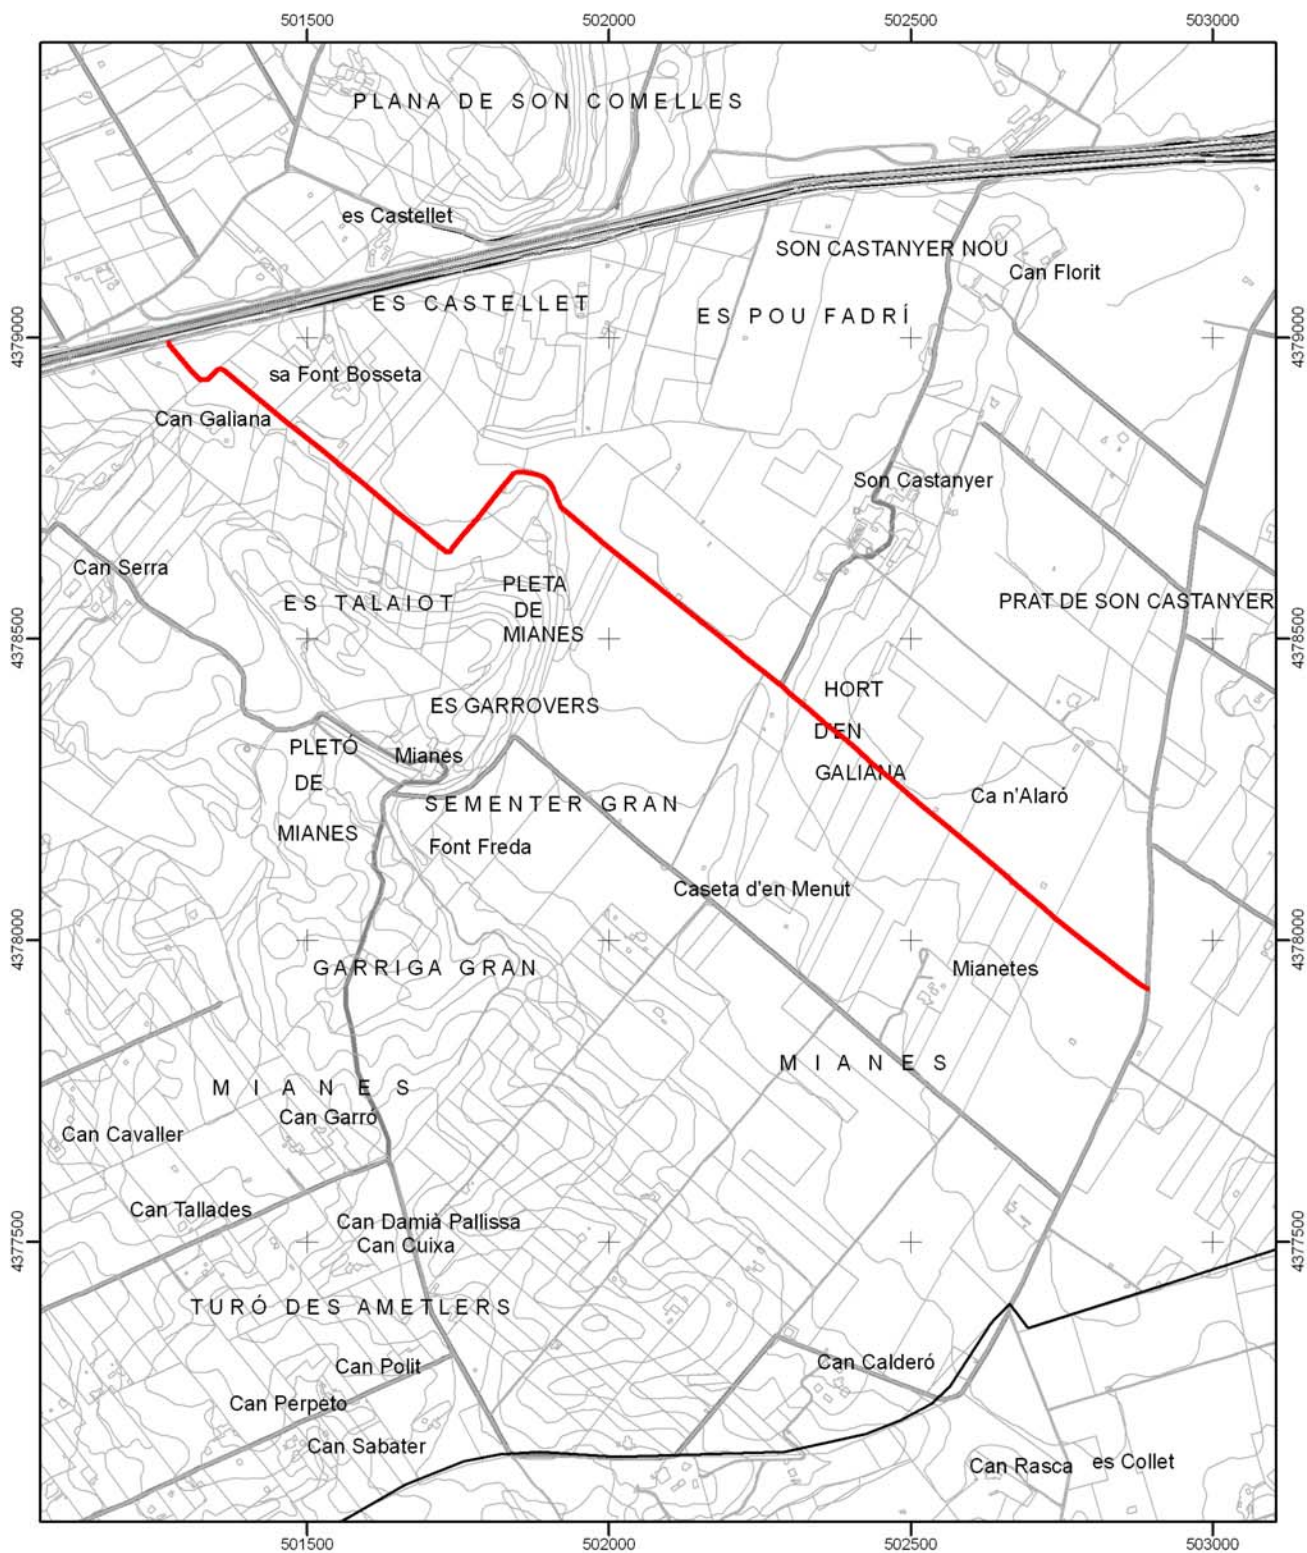 501500 502000 502500 503000
PLANA DE SON COMELLES
es Castellet
SON CASTANYER NOU
Can Florit
ES CASTELLET
ES POU FADRÍ
4379000 4379000
sa Font Bosseta
Can Galiana
Son Castanyer
Can Serra
PLETA
DE
MIANES
ES TALAIOT
PRAT DE SON CASTANYER
4378500 4378500
HORT
D'EN
GALIANA
ES GARROVERS
PLETÓ
DE
MIANES
Mianes
Ca n'Alaró
SEMENTER GRAN
Font Freda
Caseta d'en Menut
4378000 4378000
GARRIGA GRAN
Mianetes
MIANES
MIANES
Can Garró
Can Cavaller
Can Tallades
Can Damià Pallissa
Can Cuixa
4377500 4377500
TURÓ DES AMETLERS
Can Polit
Can Calderó
Can Perpeto
Can Sabater
Can Rasca
es Collet
501500 502000 502500 503000